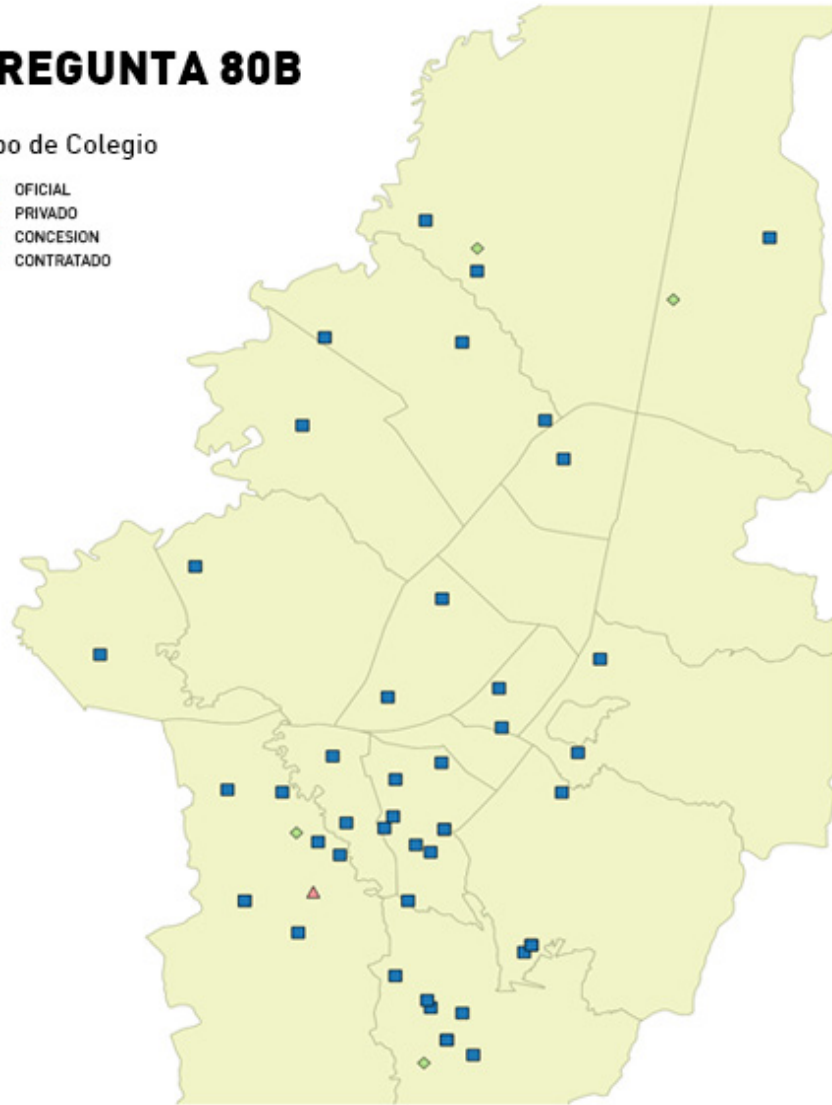 REGUNTA 80B
po de Colegio
OFICIAL
PRIVADO
CONCESION
CONTRATADO